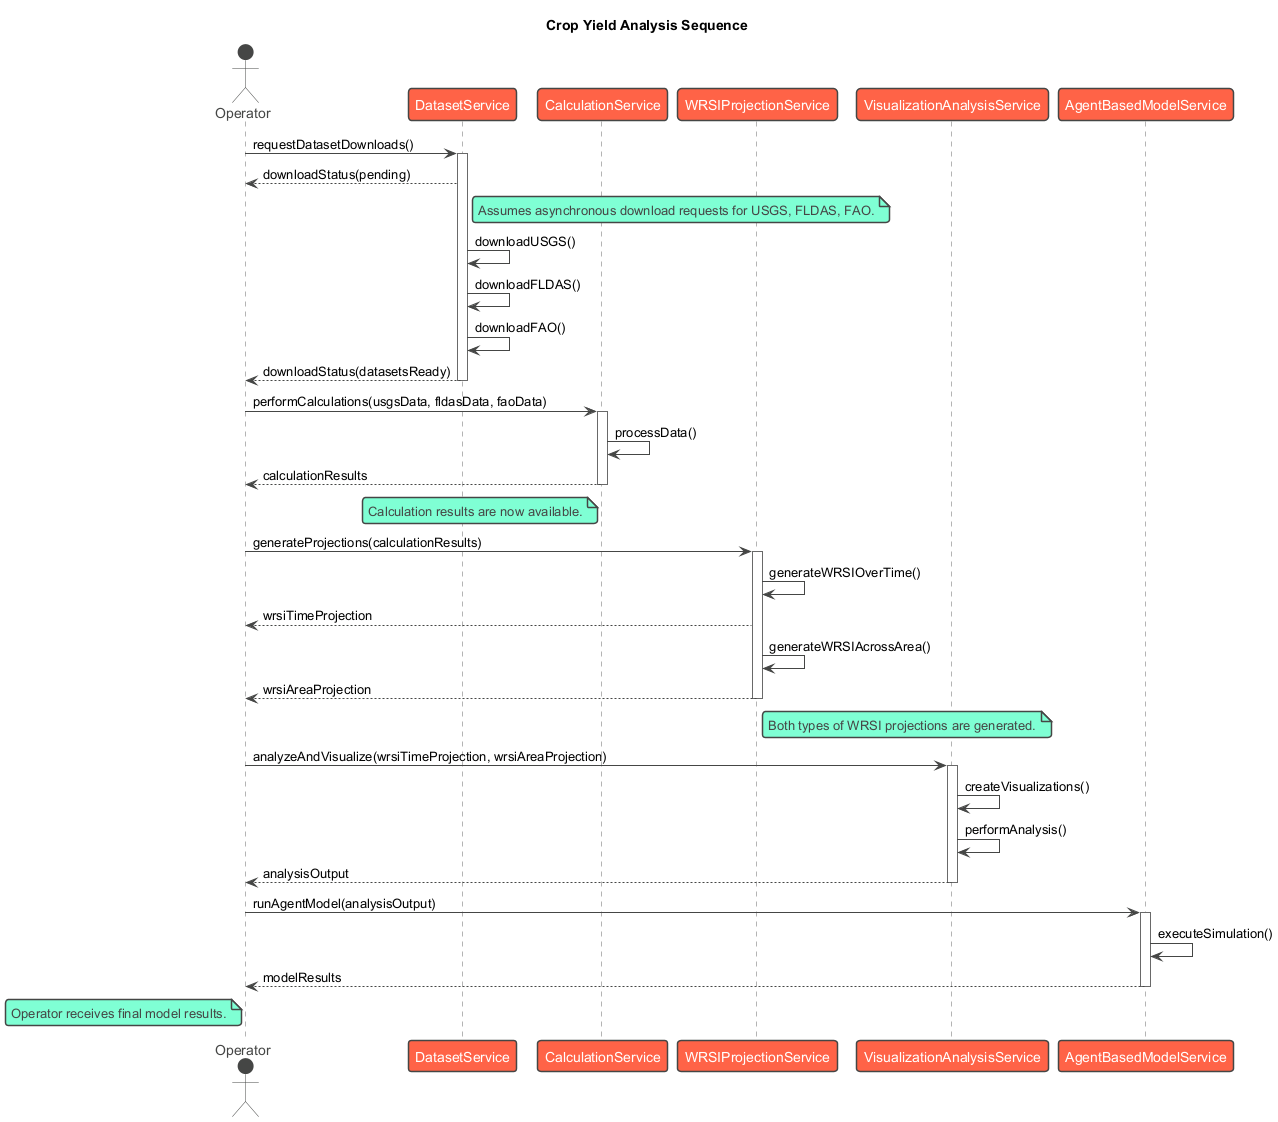 Crop Yield Analysis Sequence
Operator
DatasetService
CalculationService
WRSIProjectionService
VisualizationAnalysisService
AgentBasedModelService
requestDatasetDownloads()
downloadStatus(pending)
Assumes asynchronous download requests for USGS, FLDAS, FAO.
downloadUSGS()
downloadFLDAS()
downloadFAO()
downloadStatus(datasetsReady)
performCalculations(usgsData, fldasData, faoData)
processData()
calculationResults
Calculation results are now available.
generateProjections(calculationResults)
generateWRSIOverTime()
wrsiTimeProjection
generateWRSIAcrossArea()
wrsiAreaProjection
Both types of WRSI projections are generated.
analyzeAndVisualize(wrsiTimeProjection, wrsiAreaProjection)
createVisualizations()
performAnalysis()
analysisOutput
runAgentModel(analysisOutput)
executeSimulation()
modelResults
Operator receives final model results.
Operator
DatasetService
CalculationService
WRSIProjectionService
VisualizationAnalysisService
AgentBasedModelService